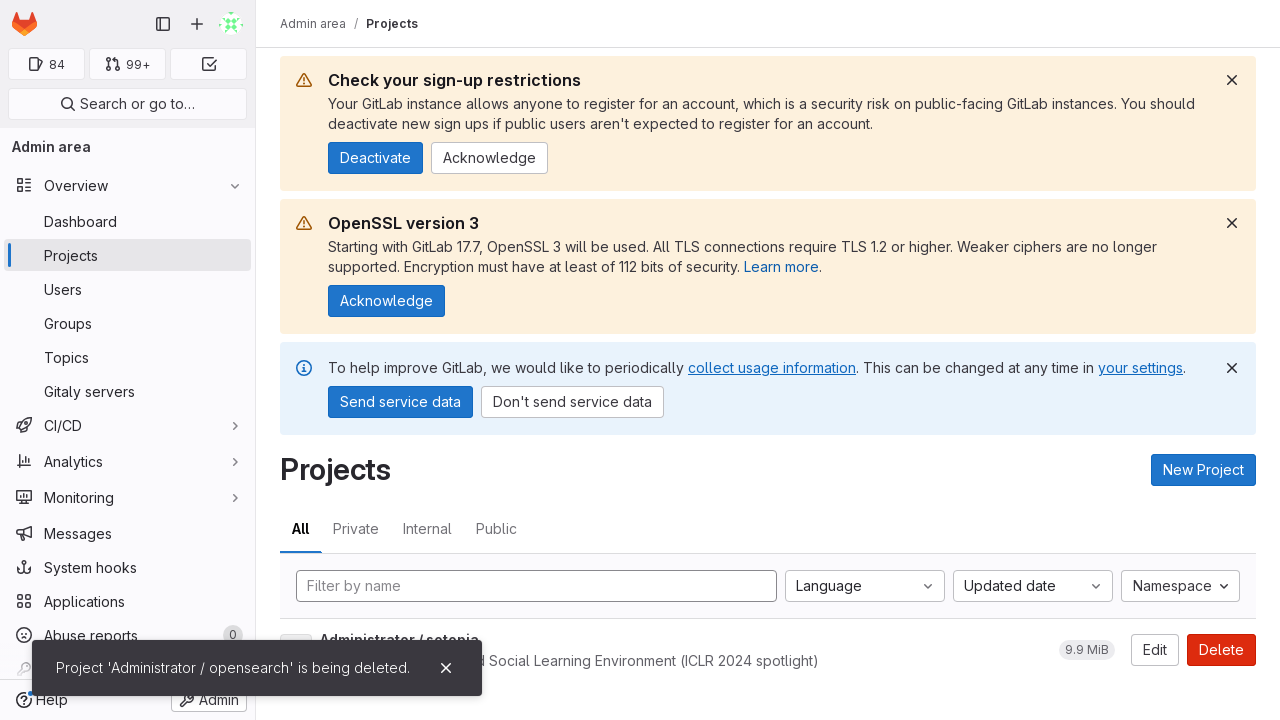 Admin area / Projects
84
99+
Search or go to…
Admin area
Overview
Dashboard
Projects
Users
Groups
Topics
Gitaly servers
CI/CD
Analytics
Monitoring
Messages
System hooks
Applications
Abuse reports 0
Help
Admin
Check your sign-up restrictions
Your GitLab instance allows anyone to register for an account, which is a security risk on public-facing GitLab instances. You should
deactivate new sign ups if public users aren't expected to register for an account.
Deactivate
Acknowledge
OpenSSL version 3
Starting with GitLab 17.7, OpenSSL 3 will be used. All TLS connections require TLS 1.2 or higher. Weaker ciphers are no longer
supported. Encryption must have at least of 112 bits of security. Learn more.
Acknowledge
To help improve GitLab, we would like to periodically collect usage information. This can be changed at any time in your settings.
Send service data
Don't send service data
Projects
New Project
All
Private
Internal
Public
Filter by name
Language
Updated date
Namespace
Administrator / sotopia
Social Learning Environment (ICLR 2024 spotlight)
9.9 MiB
Edit
Delete
Project 'Administrator / opensearch' is being deleted.